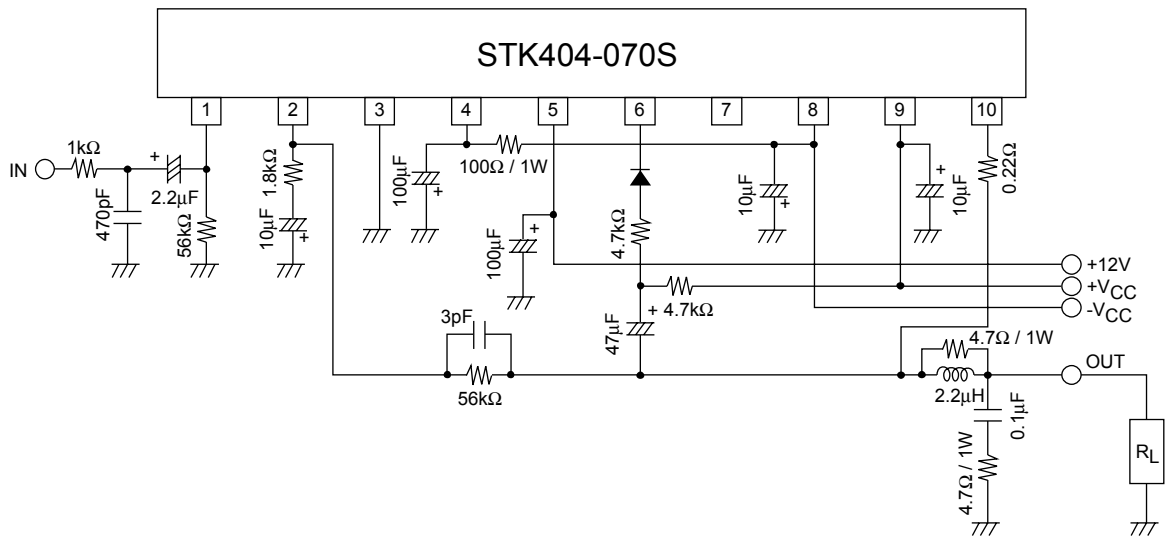 STK404-070S
1 2 3 4 5 6 7 8 9 10
IN
1kΩ
470pF
+
2.2µF
56kΩ
1.8kΩ
10µF
+
100µF
+
100Ω / 1W
100µF
+
4.7kΩ
10µF
+
+
10µF
0.22Ω
+12V
+VCC
-VCC
+ 4.7kΩ
47µF
3pF
56kΩ
4.7Ω / 1W
2.2µH
OUT
0.1µF
4.7Ω / 1W
RL